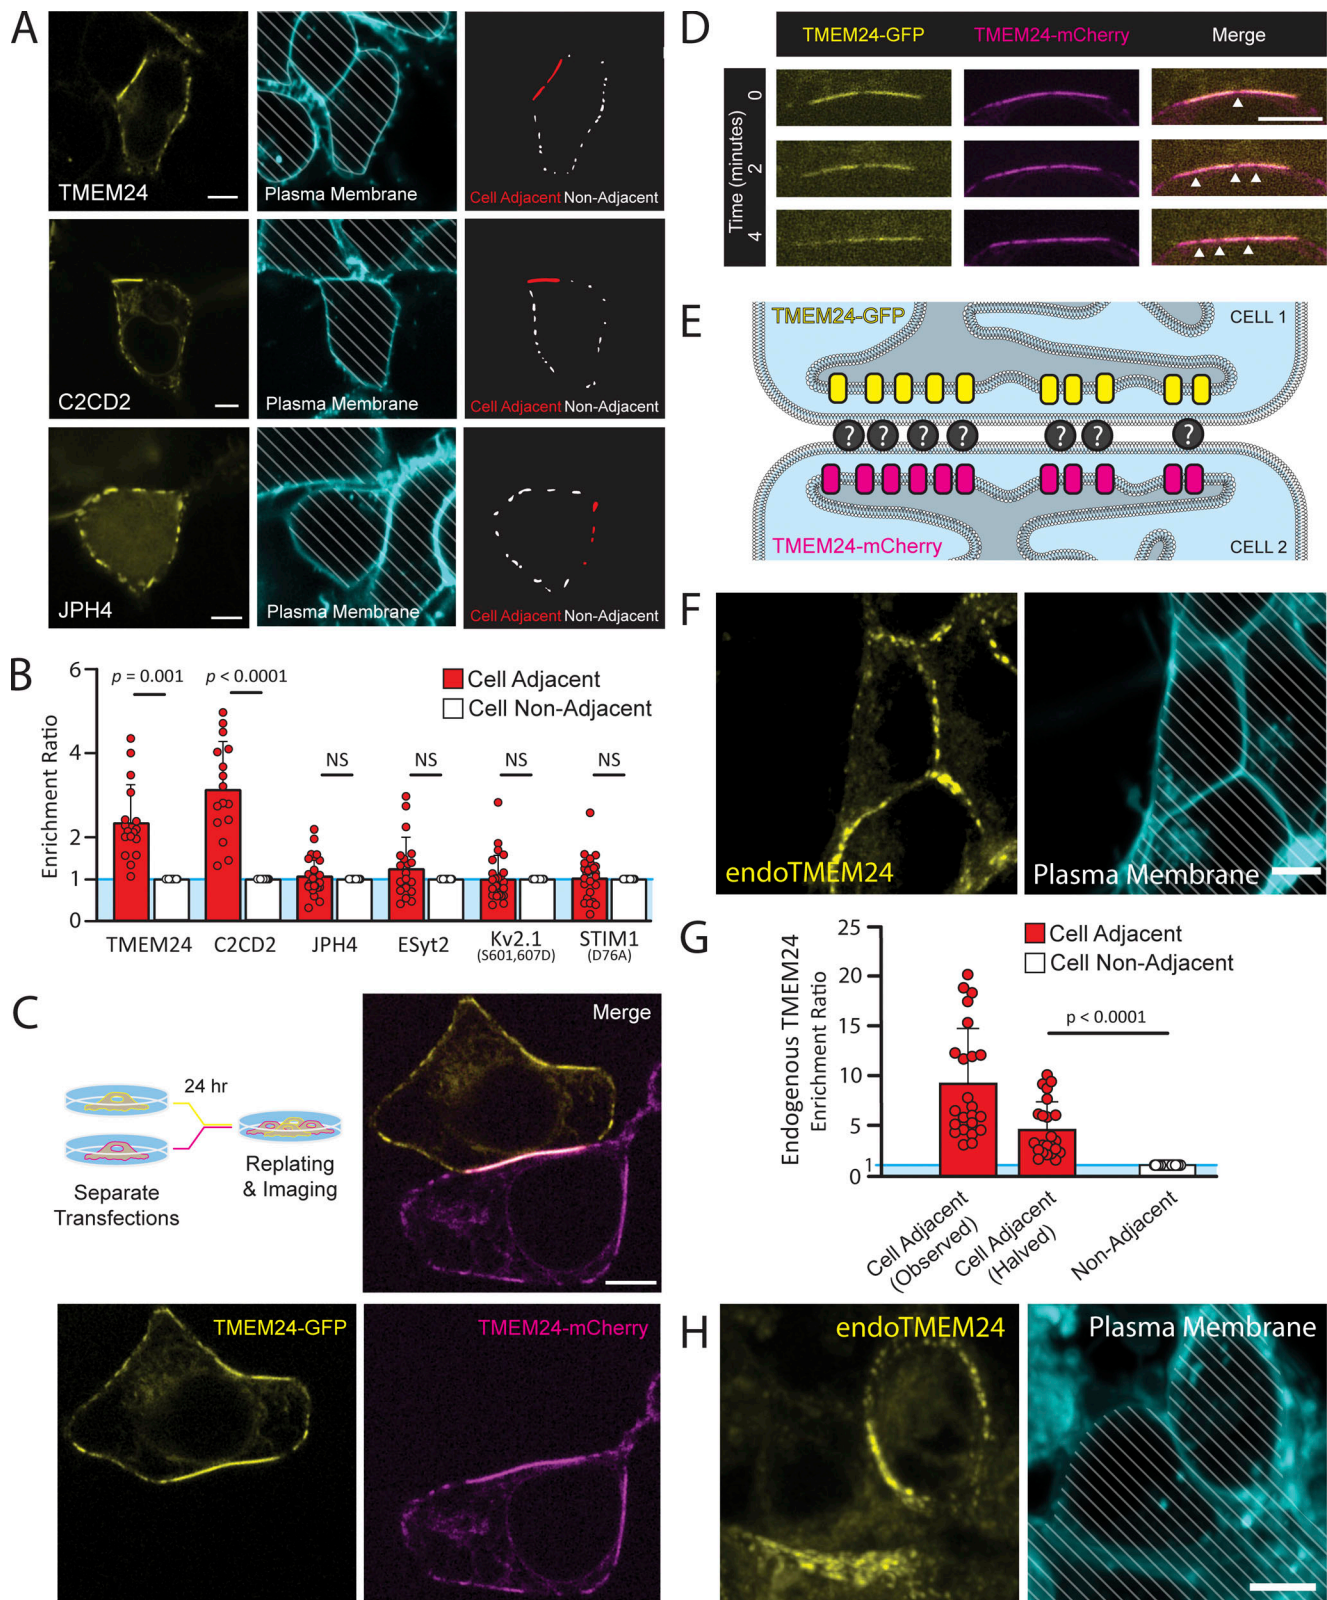 A
TMEM24
Plasma Membrane
Cell Adjacent Non-Adjacent
C2CD2
Plasma Membrane
Cell Adjacent Non-Adjacent
JPH4
Plasma Membrane
Cell Adjacent Non-Adjacent
B
Enrichment Ratio
6
4
2
1
0
p = 0.001
p < 0.0001
NS
NS
NS
NS
Cell Adjacent
Cell Non-Adjacent
TMEM24
C2CD2
JPH4
ESyt2
Kv2.1
(S601,607D)
STIM1
(D76A)
C
24 hr
Separate
Transfections
Replating
& Imaging
Merge
TMEM24-GFP
TMEM24-mCherry
D
TMEM24-GFP
TMEM24-mCherry
Merge
Time (minutes)
0
2
4
E
TMEM24-GFP
CELL 1
? ? ? ? ? ? ?
TMEM24-mCherry
CELL 2
F
endoTMEM24
Plasma Membrane
G
Endogenous TMEM24
Enrichment Ratio
25
20
15
10
5
1
0
Cell Adjacent
Cell Non-Adjacent
p < 0.0001
Cell Adjacent
(Observed)
Cell Adjacent
(Halved)
Non-Adjacent
H
endoTMEM24
Plasma Membrane